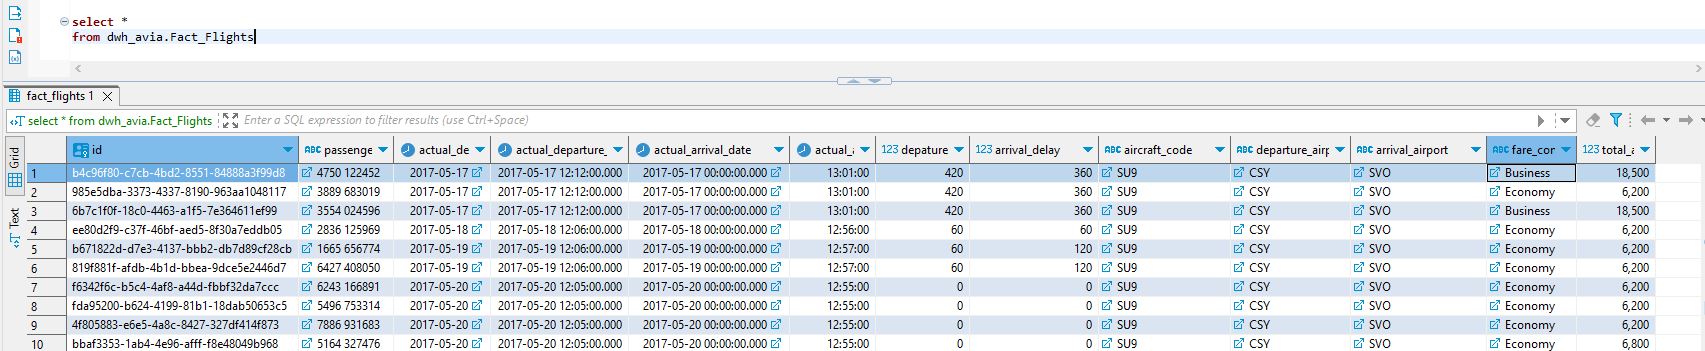 select *
from dwh_avia.Fact_Flights
fact_flights 1
select * from dwh_avia.Fact_Flights Enter a SQL expression to filter results (use Ctrl+Space)
Grid
Text
id ABC passenge actual_de actual_departure_ actual_arrival_date actual_a 123 depature 123 arrival_delay ABC aircraft_code ABC departure_airp ABC arrival_airport ABC fare_cor 123 total_a
1 b4c96f80-c7cb-4bd2-8551-84888a3f99d8 4750 122452 2017-05-17 2017-05-17 12:12:00.000 2017-05-17 00:00:00.000 13:01:00 420 360 SU9 CSY SVO Business 18,500
2 985e5dba-3373-4337-8190-963aa1048117 3889 683019 2017-05-17 2017-05-17 12:12:00.000 2017-05-17 00:00:00.000 13:01:00 420 360 SU9 CSY SVO Economy 6,200
3 6b7c1f0f-18c0-4463-a1f5-7e364611ef99 3554 024596 2017-05-17 2017-05-17 12:12:00.000 2017-05-17 00:00:00.000 13:01:00 420 360 SU9 CSY SVO Business 18,500
4 ee80d2f9-c37f-46bf-aed5-8f30a7eddb05 2836 125969 2017-05-18 2017-05-18 12:06:00.000 2017-05-18 00:00:00.000 12:56:00 60 60 SU9 CSY SVO Economy 6,200
5 b671822d-d7e3-4137-bbb2-db7d89cf28cb 1665 656774 2017-05-19 2017-05-19 12:06:00.000 2017-05-19 00:00:00.000 12:57:00 60 120 SU9 CSY SVO Economy 6,200
6 819f881f-afdb-4b1d-bbea-9dce5e2446d7 6427 408050 2017-05-19 2017-05-19 12:06:00.000 2017-05-19 00:00:00.000 12:57:00 60 120 SU9 CSY SVO Economy 6,200
7 f6342f6c-b5c4-4af8-a44d-fbbf32da7ccc 6243 166891 2017-05-20 2017-05-20 12:05:00.000 2017-05-20 00:00:00.000 12:55:00 0 0 SU9 CSY SVO Economy 6,200
8 fda95200-b624-4199-81b1-18dab50653c5 5496 753314 2017-05-20 2017-05-20 12:05:00.000 2017-05-20 00:00:00.000 12:55:00 0 0 SU9 CSY SVO Economy 6,200
9 4f805883-e6e5-4a8c-8427-327df414f873 7886 931683 2017-05-20 2017-05-20 12:05:00.000 2017-05-20 00:00:00.000 12:55:00 0 0 SU9 CSY SVO Economy 6,200
10 bbaf3353-1ab4-4e96-afff-f8e48049b968 5164 327476 2017-05-20 2017-05-20 12:05:00.000 2017-05-20 00:00:00.000 12:55:00 0 0 SU9 CSY SVO Economy 6,800